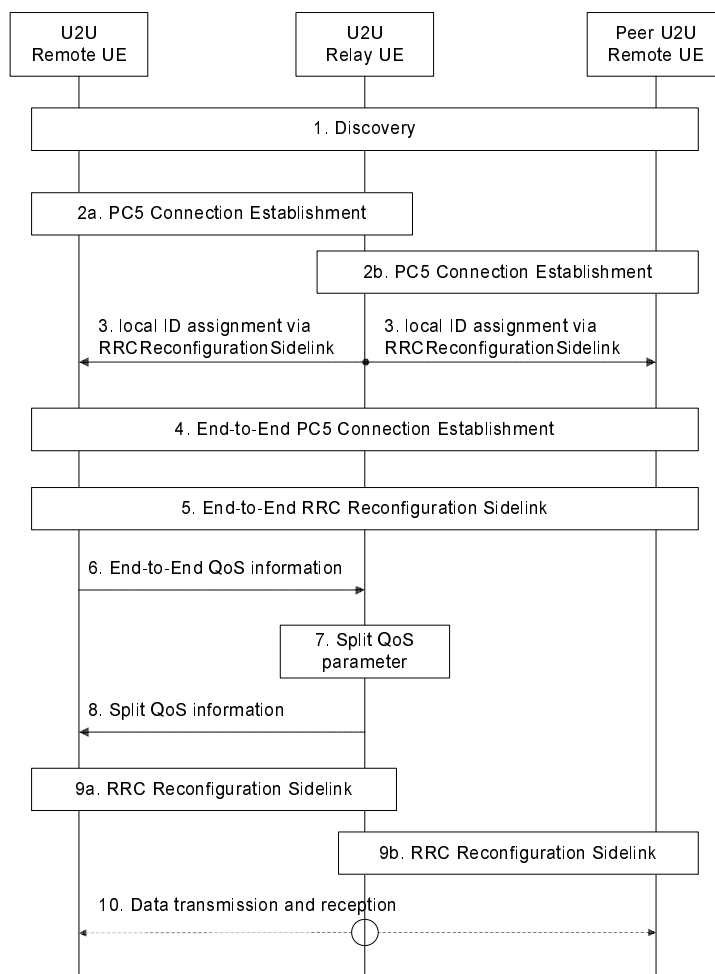 U2U
Remote UE
U2U
Relay UE
Peer U2U
Remote UE
1. Discovery
2a. PC5 Connection Establishment
2b. PC5 Connection Establishment
3. local ID assignment via
RRCReconfigurationSidelink
3. local ID assignment via
RRCReconfigurationSidelink
4. End-to-End PC5 Connection Establishment
5. End-to-End RRC Reconfiguration Sidelink
6. End-to-End QoS information
7. Split QoS
parameter
8. Split QoS information
9a. RRC Reconfiguration Sidelink
9b. RRC Reconfiguration Sidelink
10. Data transmission and reception